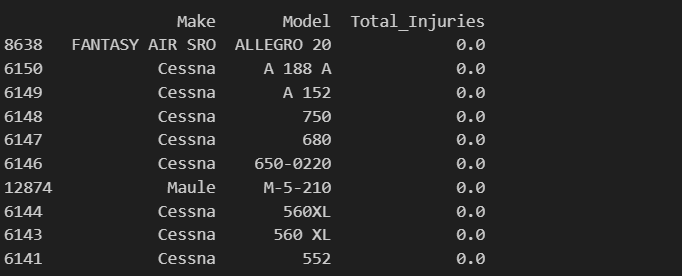 Make Model Total_Injuries
8638 FANTASY AIR SRO ALLEGRO 20 0.0
6150 Cessna A 188 A 0.0
6149 Cessna A 152 0.0
6148 Cessna 750 0.0
6147 Cessna 680 0.0
6146 Cessna 650-0220 0.0
12874 Maule M-5-210 0.0
6144 Cessna 560XL 0.0
6143 Cessna 560 XL 0.0
6141 Cessna 552 0.0